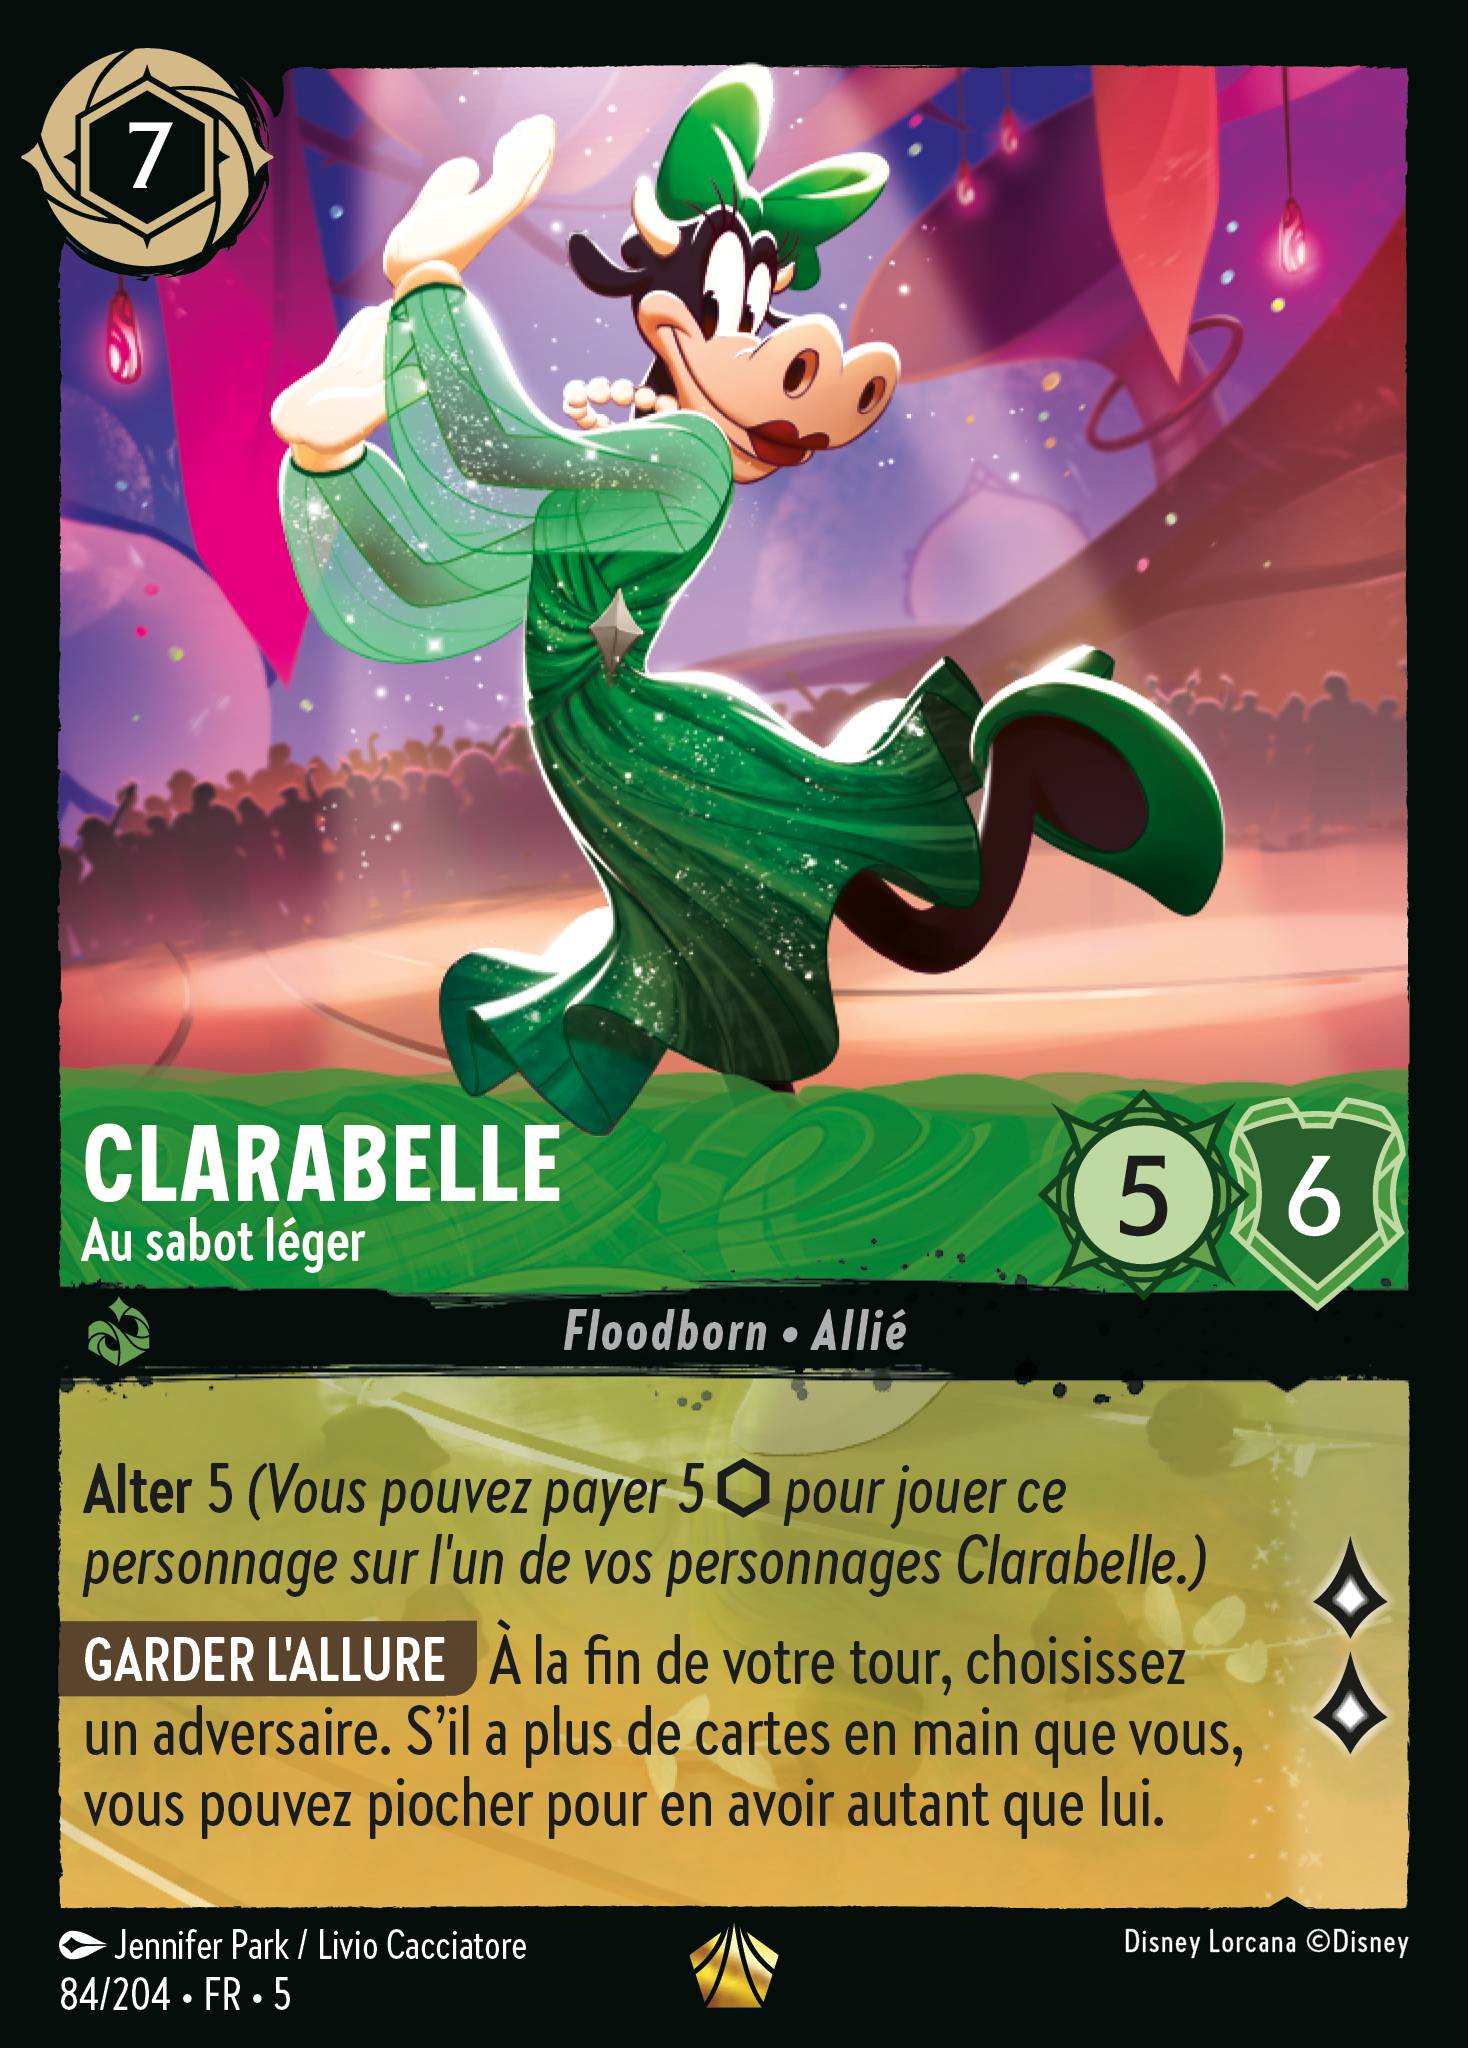 7
CLARABELLE
Au sabot léger
5
6
Floodborn • Allié
Alter 5 (Vous pouvez payer 5 ⬡ pour jouer ce
personnage sur l'un de vos personnages Clarabelle.)
GARDER L'ALLURE À la fin de votre tour, choisissez
un adversaire. S’il a plus de cartes en main que vous,
vous pouvez piocher pour en avoir autant que lui.
Jennifer Park / Livio Cacciatore
Disney Lorcana ©Disney
84/204 • FR • 5